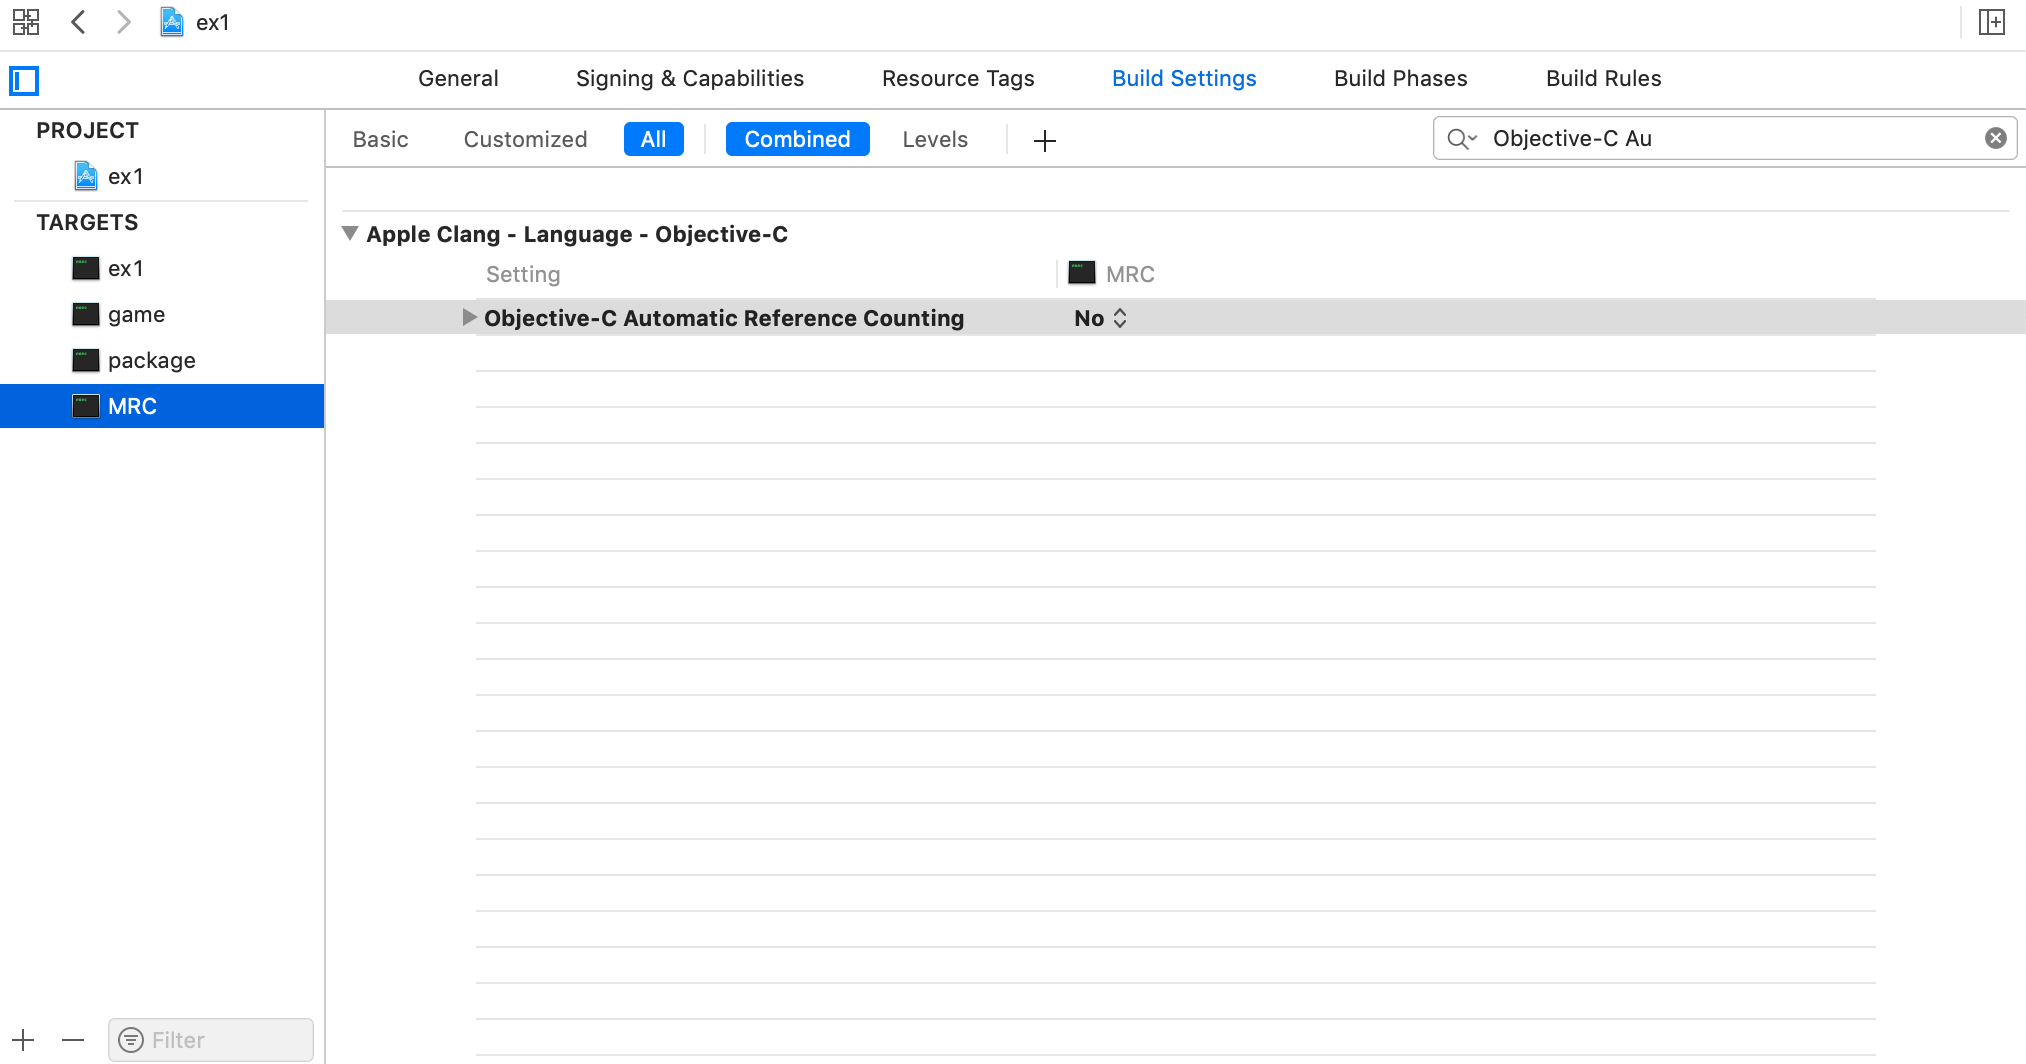 ex1
General Signing & Capabilities Resource Tags Build Settings Build Phases Build Rules
PROJECT
ex1
TARGETS
ex1
game
package
MRC
Basic Customized All Combined Levels
Objective-C Au
Apple Clang - Language - Objective-C
Setting MRC
Objective-C Automatic Reference Counting No
Filter